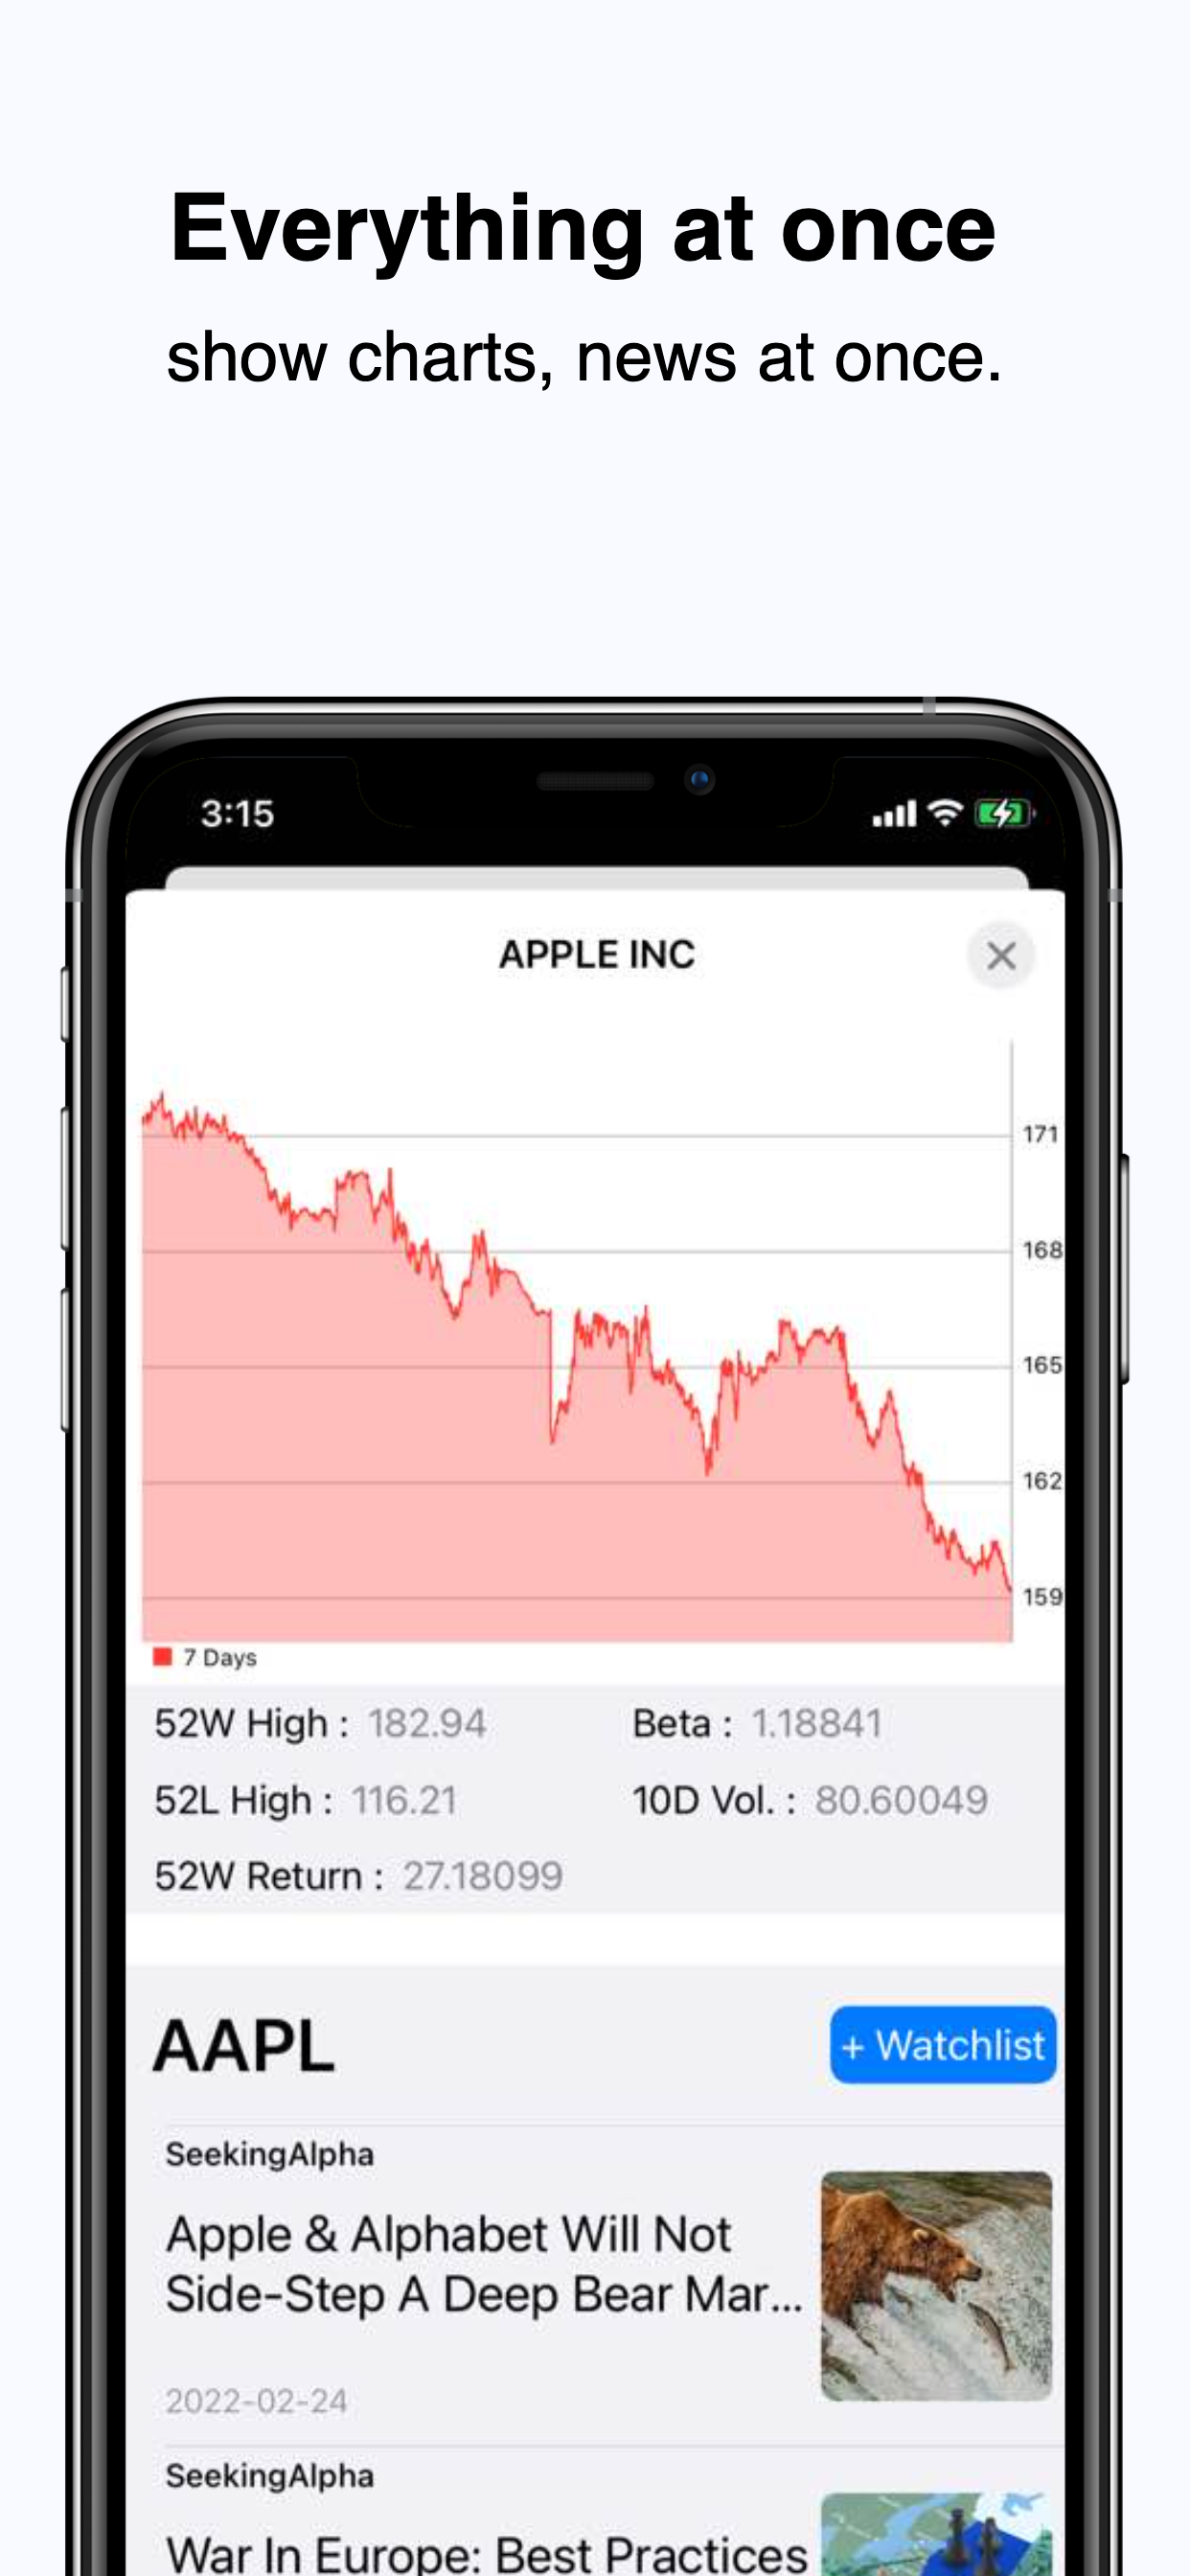 Everything at once
show charts, news at once.
3:15
APPLE INC
171
168
165
162
159
7 Days
52W High : 182.94
Beta : 1.18841
52L High : 116.21
10D Vol. : 80.60049
52W Return : 27.18099
AAPL
+ Watchlist
SeekingAlpha
Apple & Alphabet Will Not
Side-Step A Deep Bear Mar...
2022-02-24
SeekingAlpha
War In Europe: Best Practices